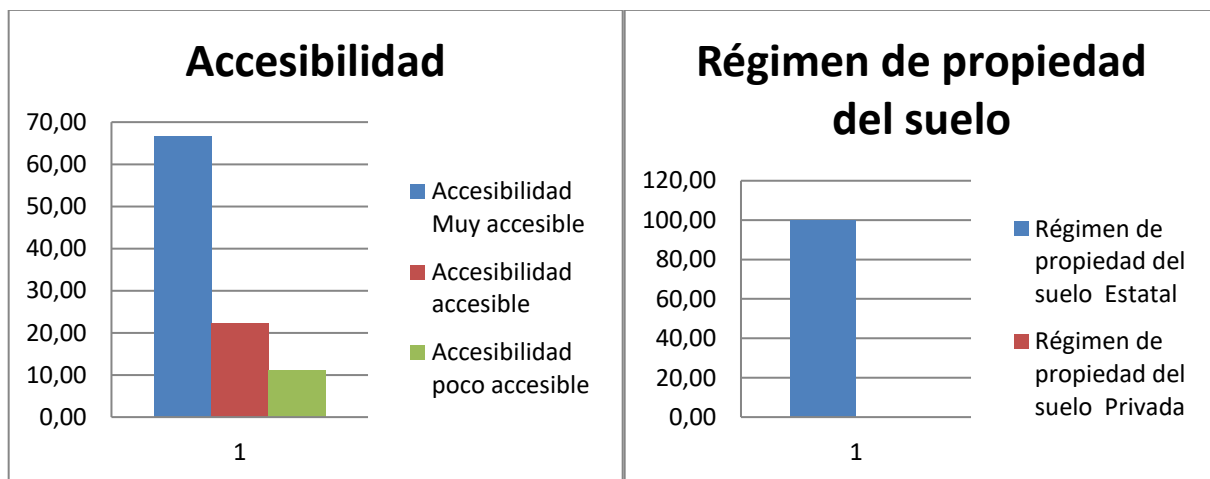 Accesibilidad
70,00
60,00
50,00
40,00
30,00
20,00
10,00
0,00
1
Accesibilidad
Muy accesible
Accesibilidad
accesible
Accesibilidad
poco accesible
Régimen de propiedad
del suelo
120,00
100,00
80,00
60,00
40,00
20,00
0,00
1
Régimen de
propiedad del
suelo Estatal
Régimen de
propiedad del
suelo Privada